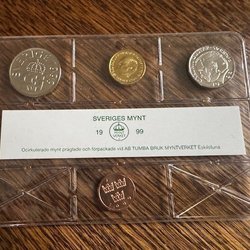 SVERIGES MYNT
19 99
Ocirkulerade mynt präglade och förpackade vid AB TUMBA BRUK MYNTVERKET Eskilstuna